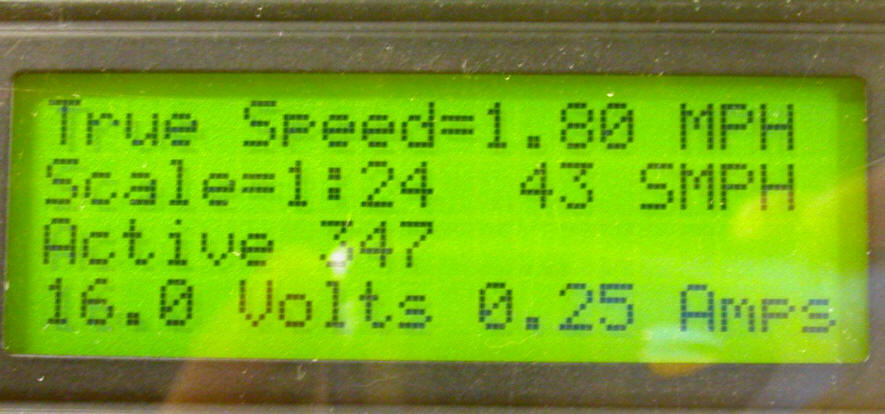 True Speed=1.80 MPH
Scale=1:24 43 SMPH
Active 347
16.0 Volts 0.25 Amps